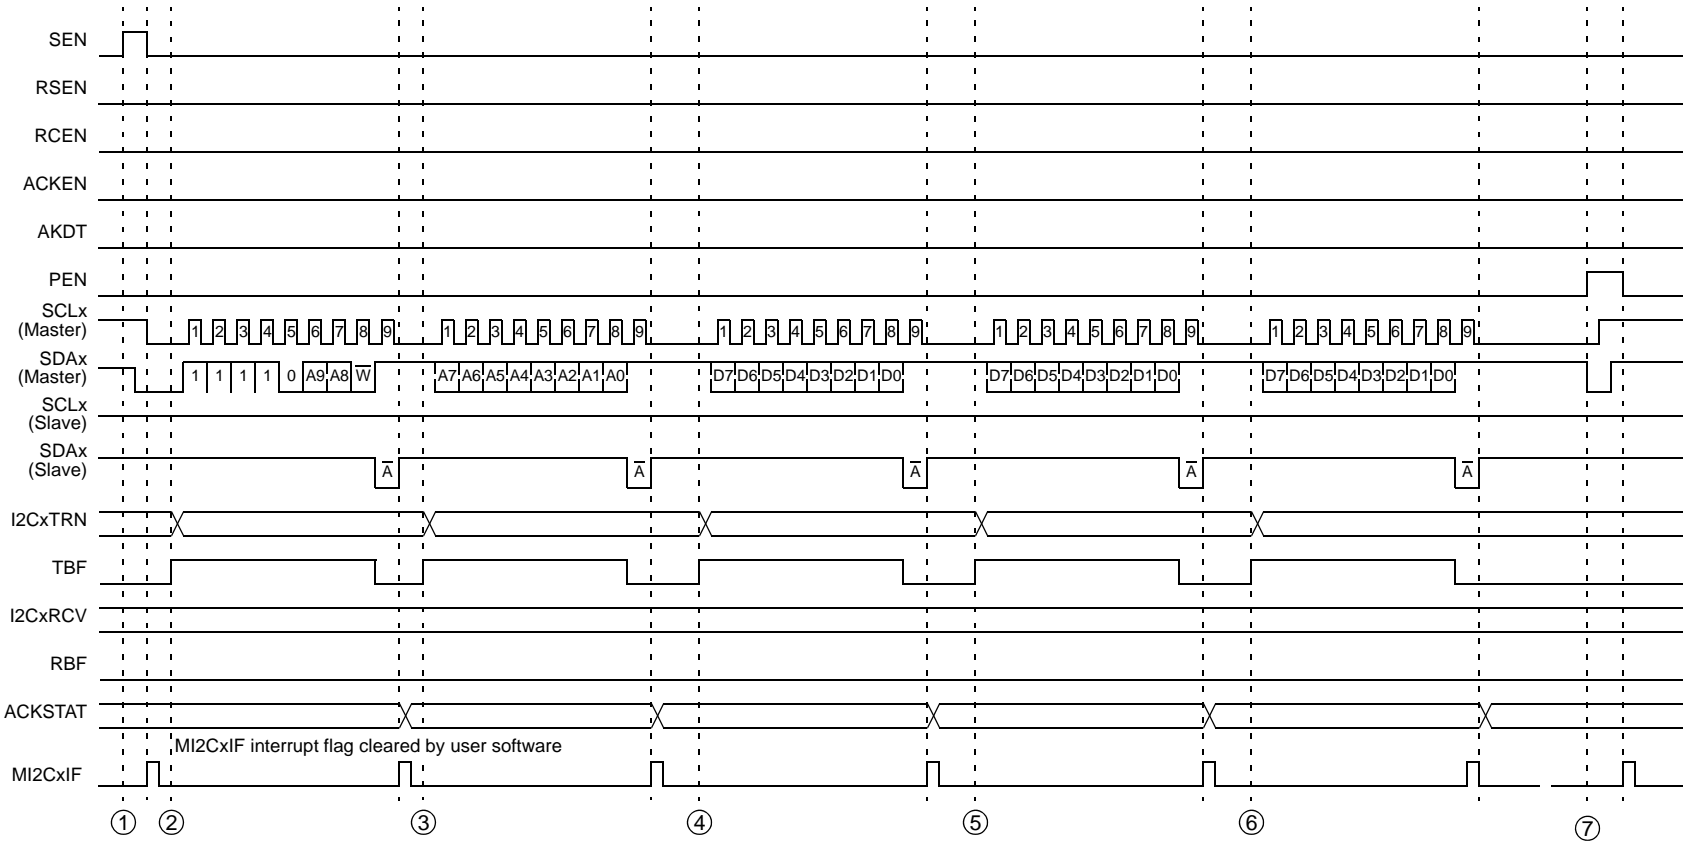 SEN
RSEN
RCEN
ACKEN
AKDT
PEN
SCLx
(Master)
1 2 3 4 5 6 7 8 9 1 2 3 4 5 6 7 8 9 1 2 3 4 5 6 7 8 9 1 2 3 4 5 6 7 8 9 1 2 3 4 5 6 7 8 9
SDAx
(Master)
1 1 1 1 0 A9 A8 W̅ A7 A6 A5 A4 A3 A2 A1 A0 D7 D6 D5 D4 D3 D2 D1 D0 D7 D6 D5 D4 D3 D2 D1 D0 D7 D6 D5 D4 D3 D2 D1 D0
SCLx
(Slave)
SDAx
(Slave)
A̅ A̅ A̅ A̅ A̅
I2CxTRN
TBF
I2CxRCV
RBF
ACKSTAT
MI2CxIF interrupt flag cleared by user software
MI2CxIF
① ② ③ ④ ⑤ ⑥ ⑦